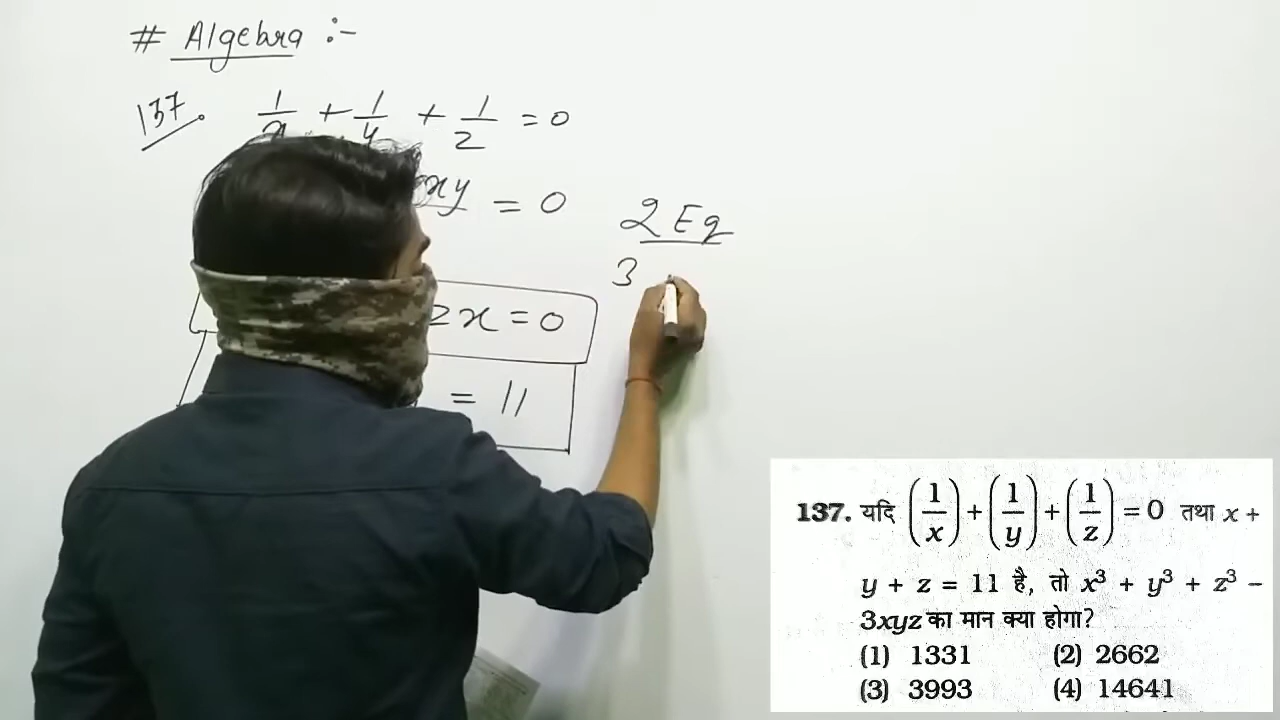 # Algebra :-
137. 1/x + 1/y + 1/z = 0
xy = 0
2 Eq
3
zx = 0
= 11
137. यदि (1/x) + (1/y) + (1/z) = 0 तथा x +
y + z = 11 है, तो x³ + y³ + z³ –
3xyz का मान क्या होगा?
(1) 1331 (2) 2662
(3) 3993 (4) 14641